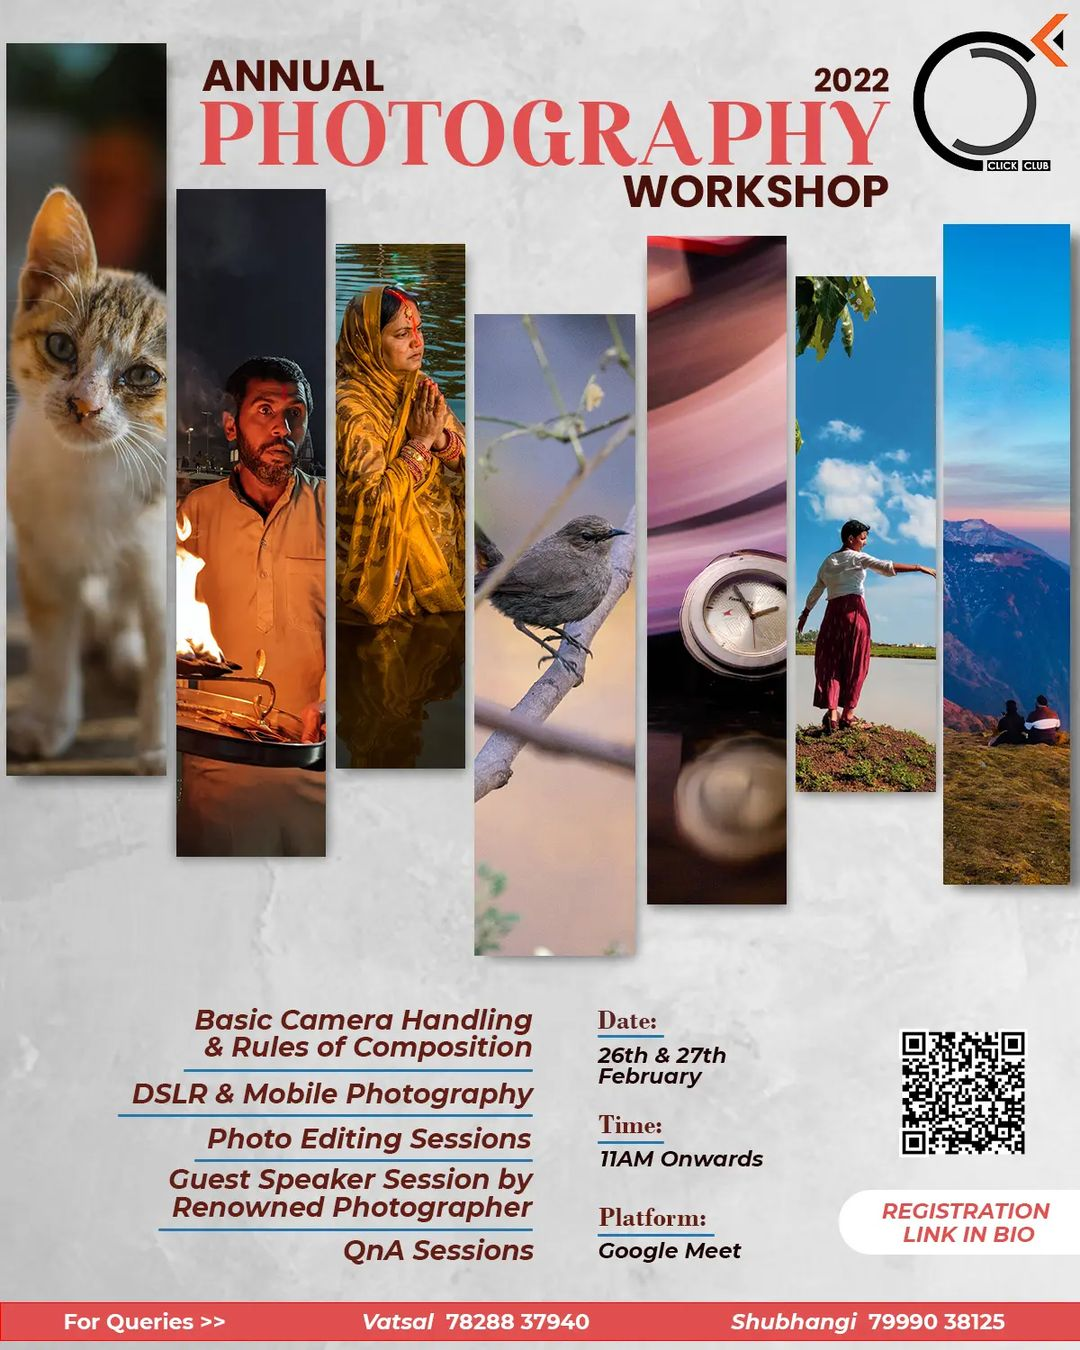 ANNUAL
2022
PHOTOGRAPHY
WORKSHOP
CLICK CLUB
Basic Camera Handling
& Rules of Composition
DSLR & Mobile Photography
Photo Editing Sessions
Guest Speaker Session by
Renowned Photographer
QnA Sessions
Date:
26th & 27th
February
Time:
11AM Onwards
Platform:
Google Meet
REGISTRATION
LINK IN BIO
For Queries >> Vatsal 78288 37940 Shubhangi 79990 38125